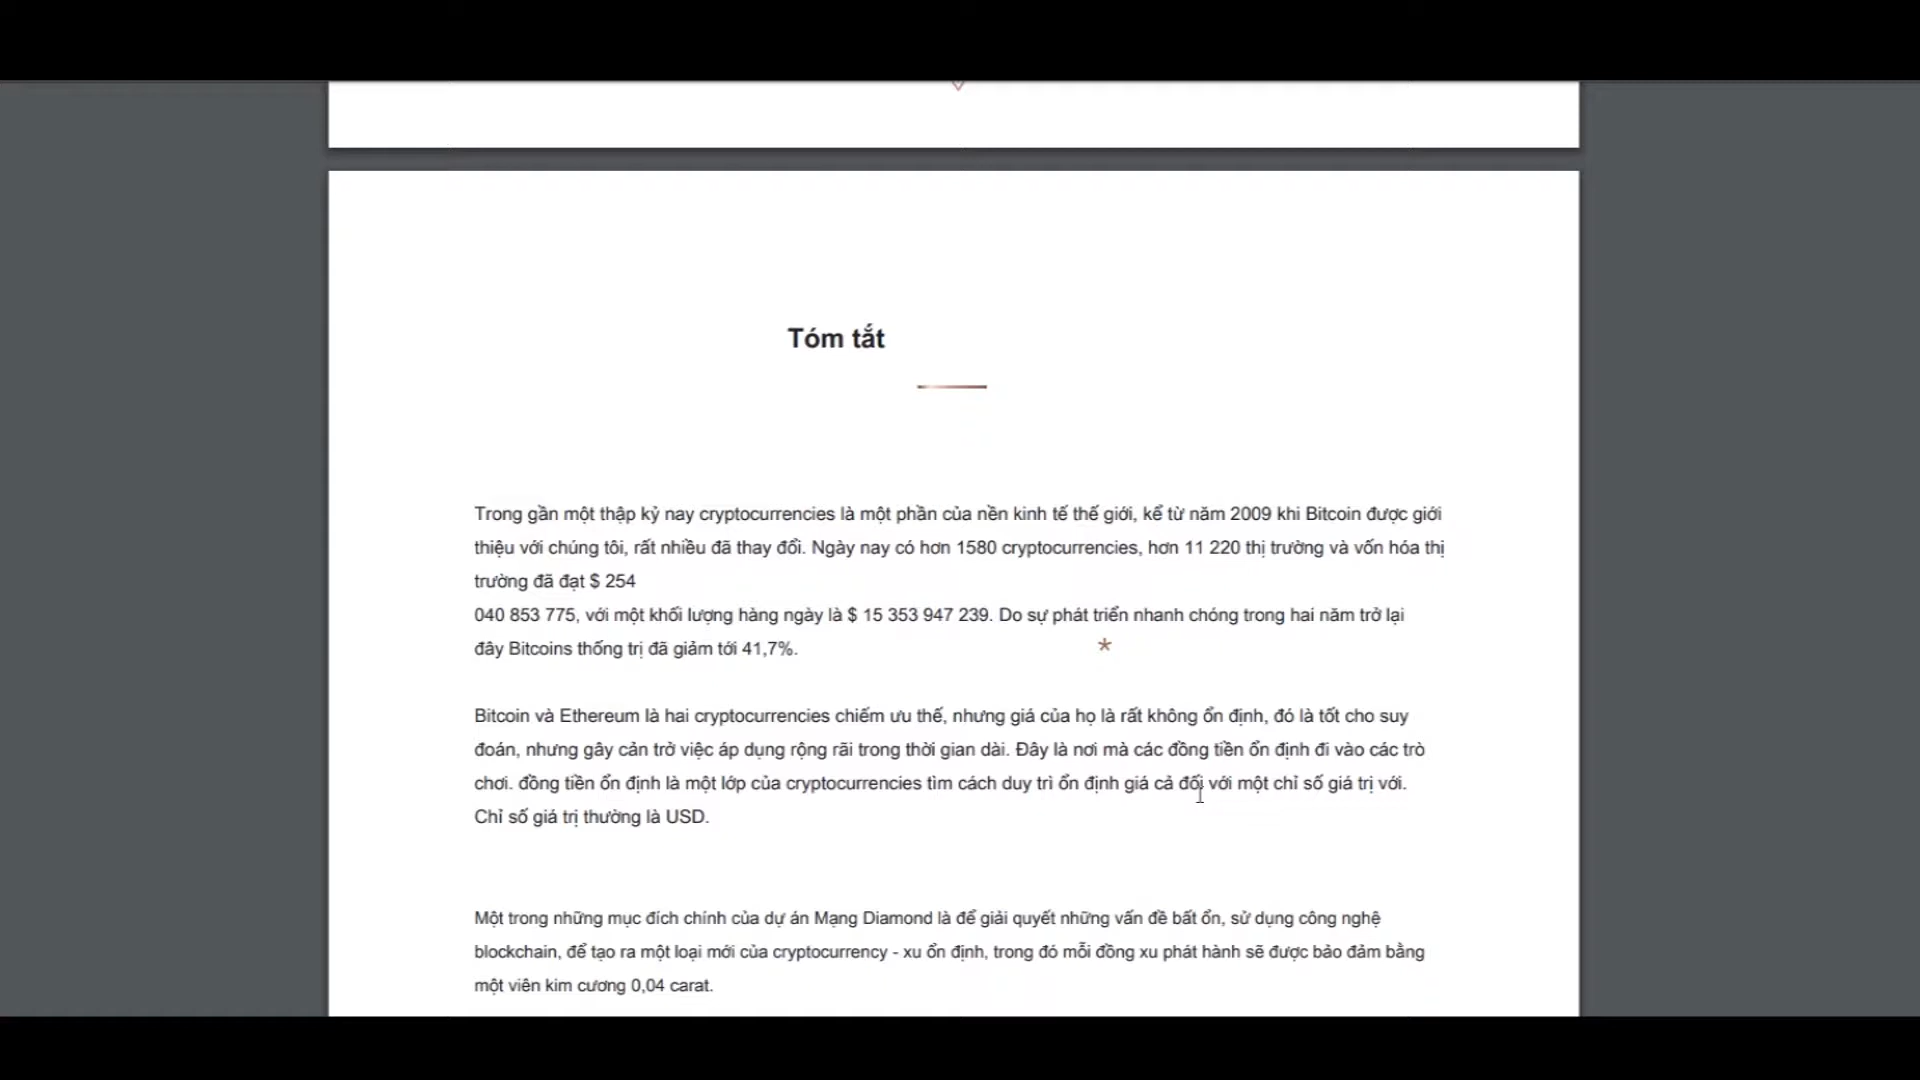 Tóm tắt
Trong gần một thập kỷ nay cryptocurrencies là một phần của nền kinh tế thế giới, kể từ năm 2009 khi Bitcoin được giới
thiệu với chúng tôi, rất nhiều đã thay đổi. Ngày nay có hơn 1580 cryptocurrencies, hơn 11 220 thị trường và vốn hóa thị
trường đã đạt $ 254
040 853 775, với một khối lượng hàng ngày là $ 15 353 947 239. Do sự phát triển nhanh chóng trong hai năm trở lại
đây Bitcoins thống trị đã giảm tới 41,7%. *
Bitcoin và Ethereum là hai cryptocurrencies chiếm ưu thế, nhưng giá của họ là rất không ổn định, đó là tốt cho suy
đoán, nhưng gây cản trở việc áp dụng rộng rãi trong thời gian dài. Đây là nơi mà các đồng tiền ổn định đi vào các trò
chơi. đồng tiền ổn định là một lớp của cryptocurrencies tìm cách duy trì ổn định giá cả đối với một chỉ số giá trị với.
Chỉ số giá trị thường là USD.
Một trong những mục đích chính của dự án Mạng Diamond là để giải quyết những vấn đề bất ổn, sử dụng công nghệ
blockchain, để tạo ra một loại mới của cryptocurrency - xu ổn định, trong đó mỗi đồng xu phát hành sẽ được bảo đảm bằng
một viên kim cương 0,04 carat.